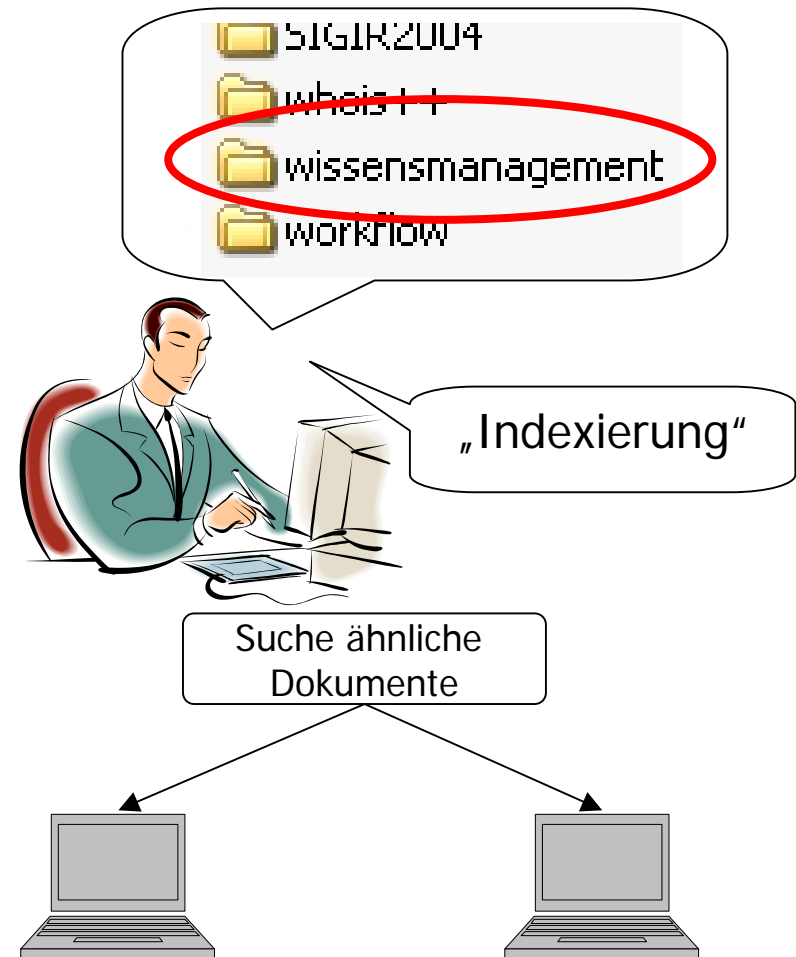 SIGIR2004
whois++
wissensmanagement
workflow
„Indexierung“
Suche ähnliche
Dokumente